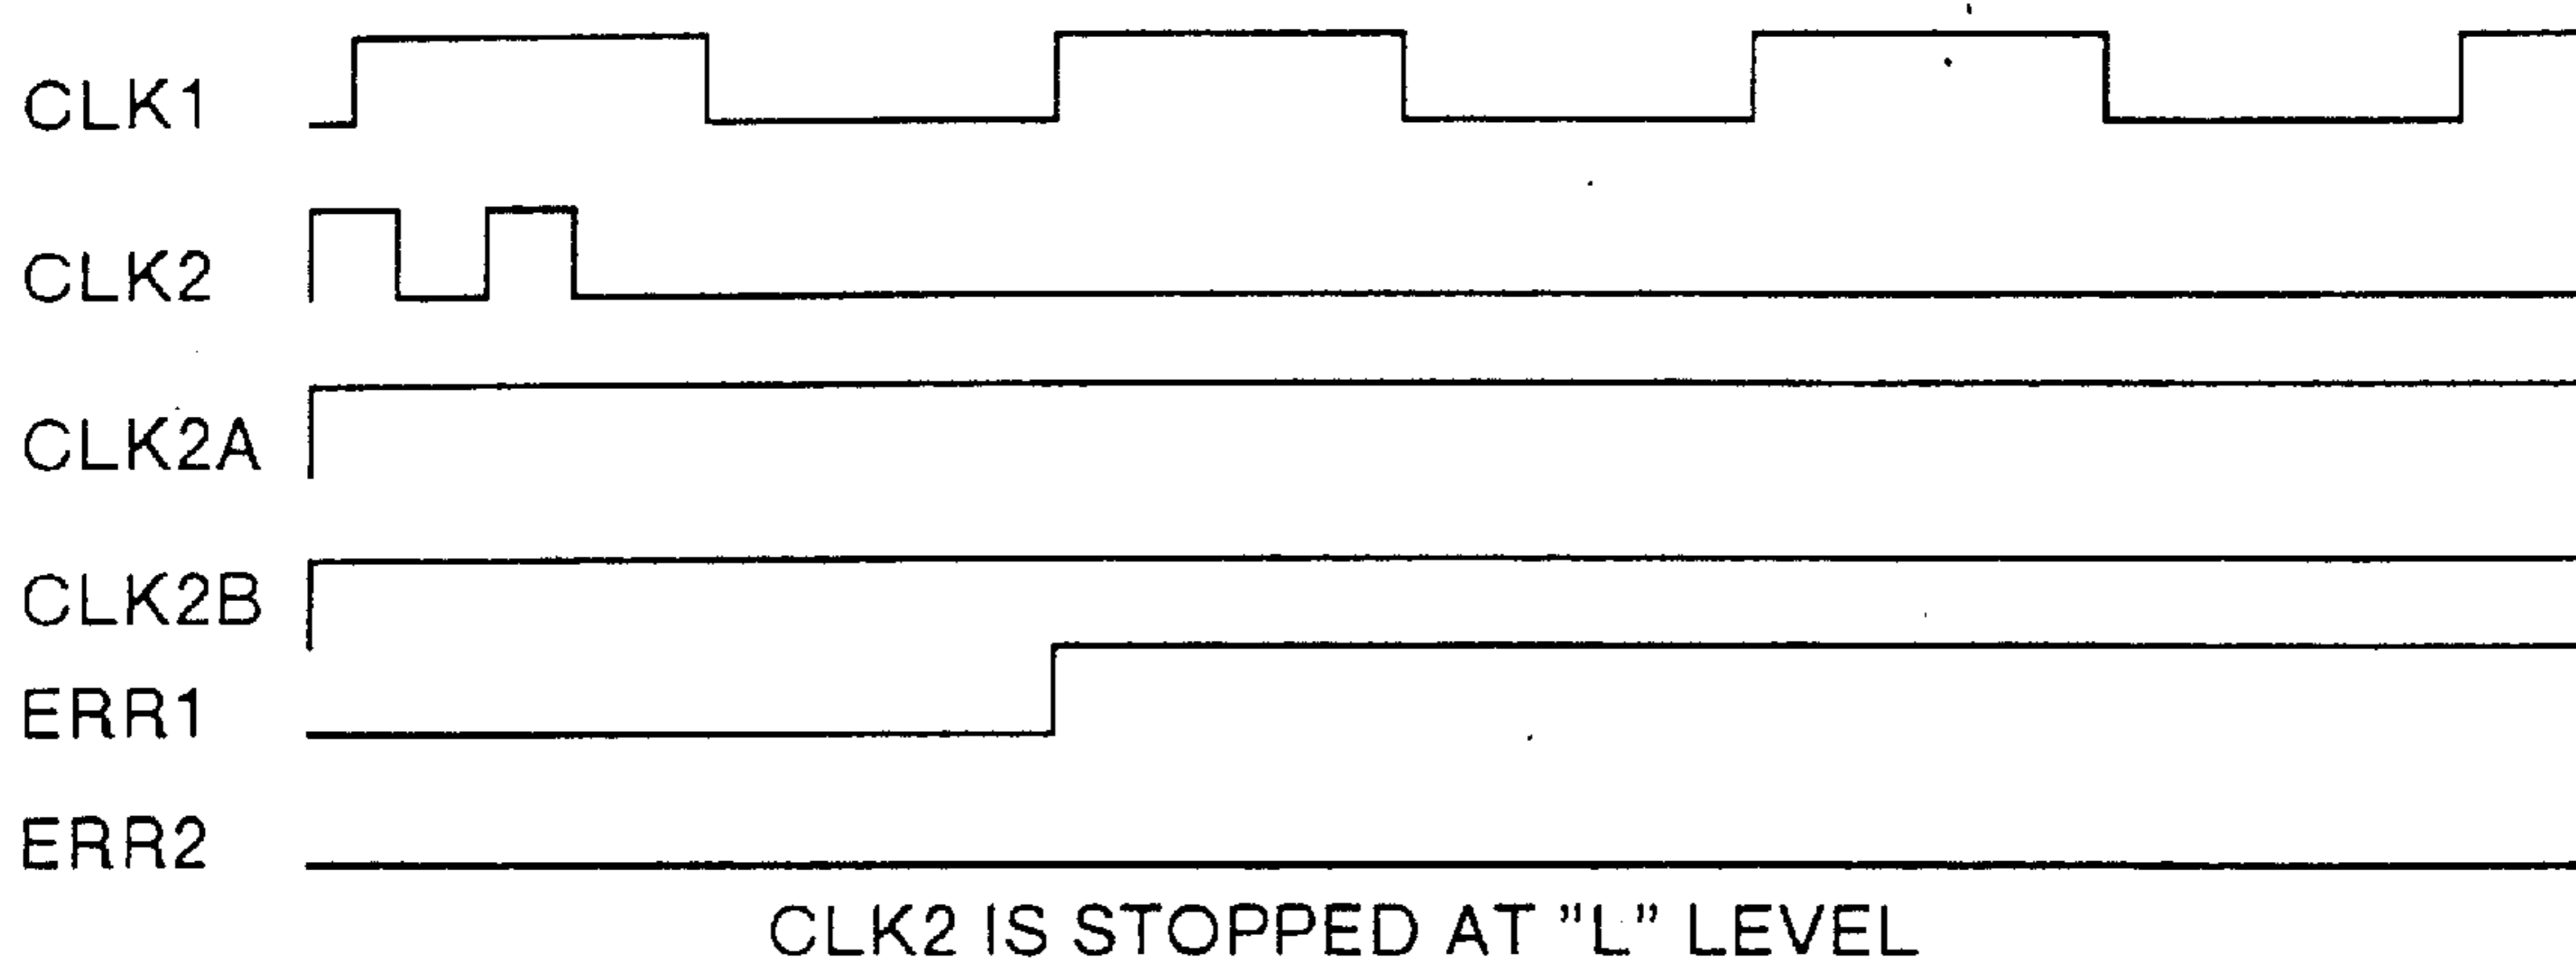 CLK1
CLK2
CLK2A
CLK2B
ERR1
ERR2
CLK2 IS STOPPED AT "L" LEVEL